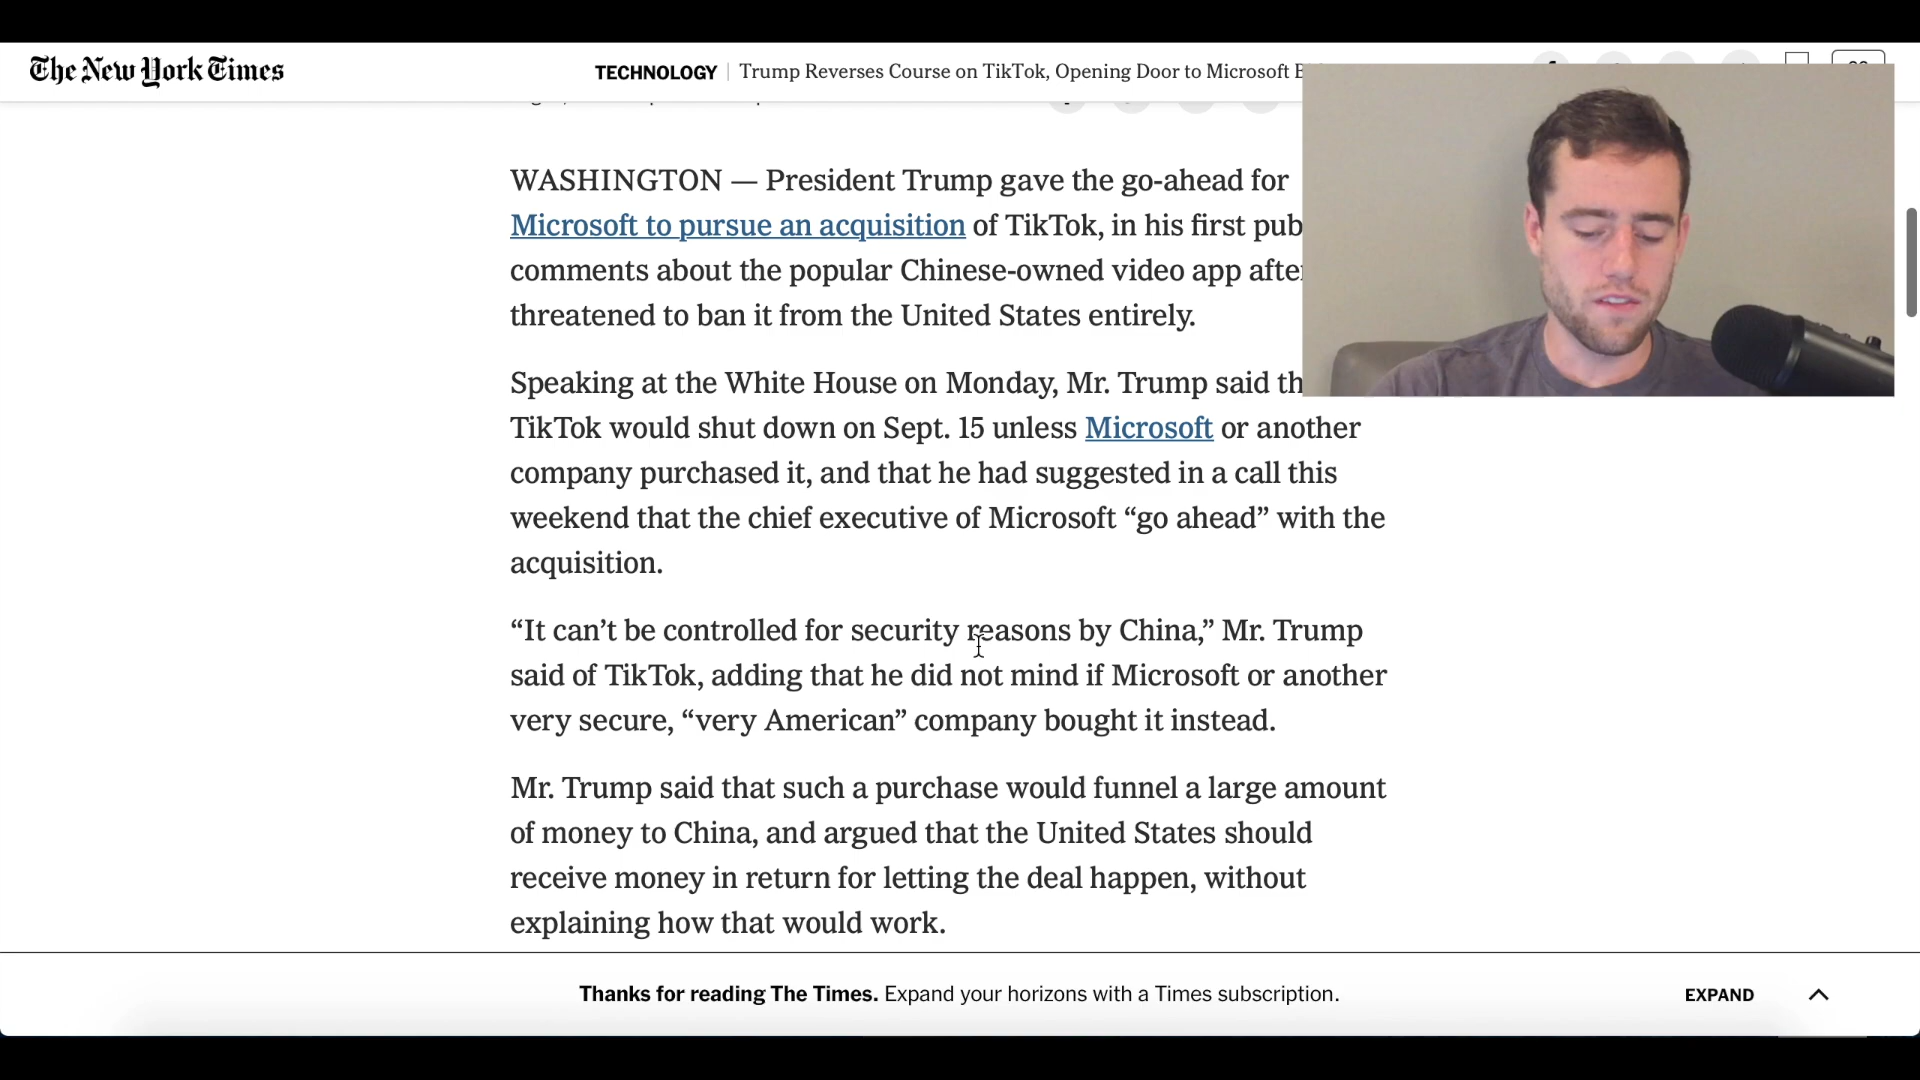 The New York Times
TECHNOLOGY
Trump Reverses Course on TikTok, Opening Door to Microsoft
WASHINGTON — President Trump gave the go-ahead for
Microsoft to pursue an acquisition of TikTok, in his first pub
comments about the popular Chinese-owned video app afte
threatened to ban it from the United States entirely.
Speaking at the White House on Monday, Mr. Trump said th
TikTok would shut down on Sept. 15 unless Microsoft or another
company purchased it, and that he had suggested in a call this
weekend that the chief executive of Microsoft “go ahead” with the
acquisition.
“It can’t be controlled for security reasons by China,” Mr. Trump
said of TikTok, adding that he did not mind if Microsoft or another
very secure, “very American” company bought it instead.
Mr. Trump said that such a purchase would funnel a large amount
of money to China, and argued that the United States should
receive money in return for letting the deal happen, without
explaining how that would work.
Thanks for reading The Times. Expand your horizons with a Times subscription.
EXPAND